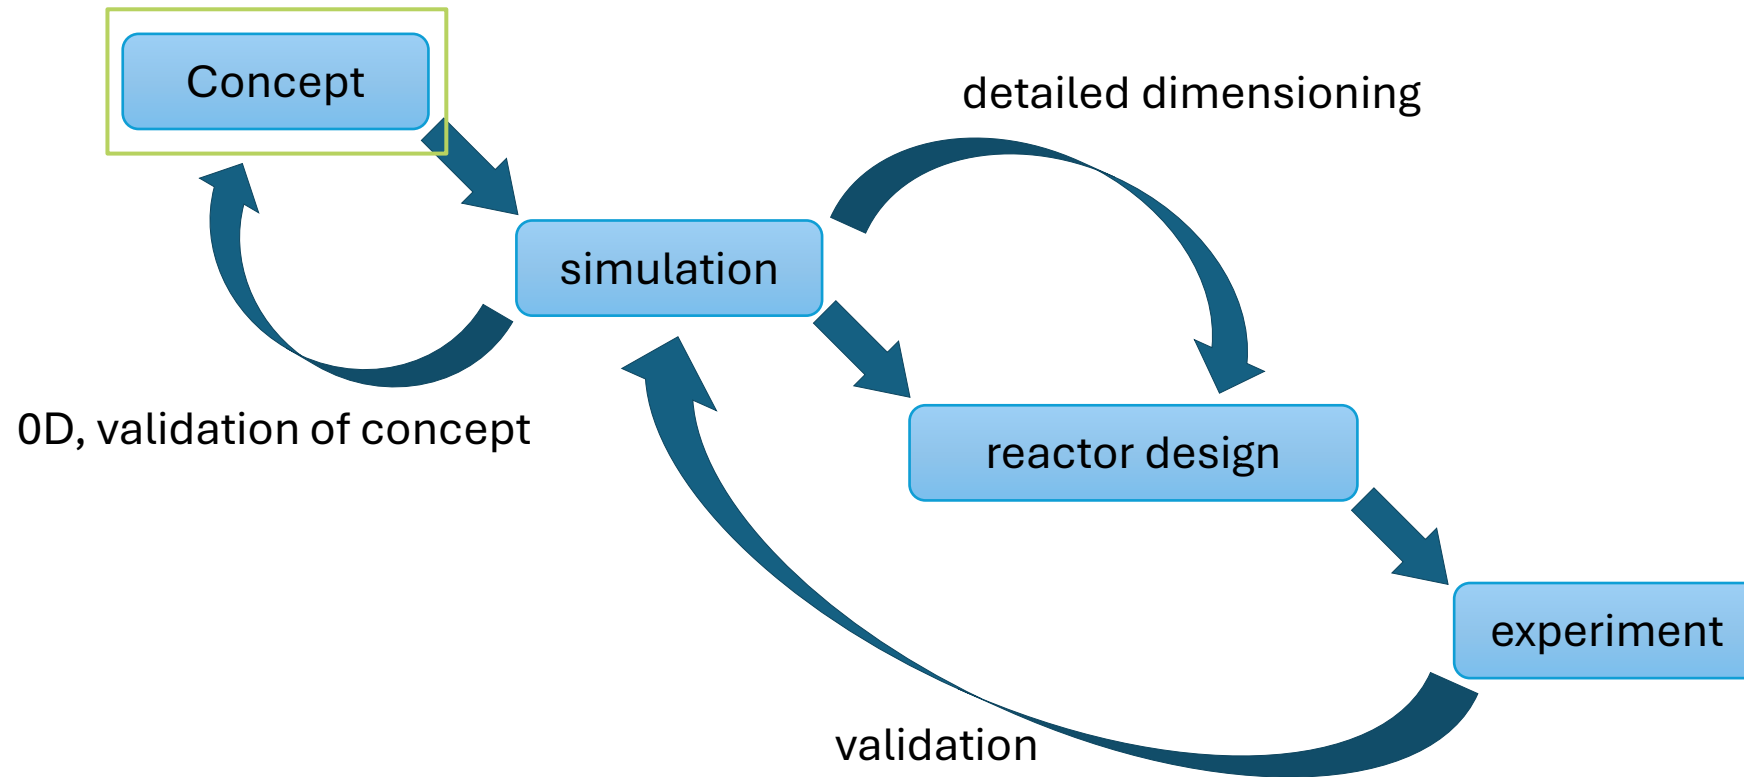 Concept
detailed dimensioning
simulation
0D, validation of concept
reactor design
experiment
validation